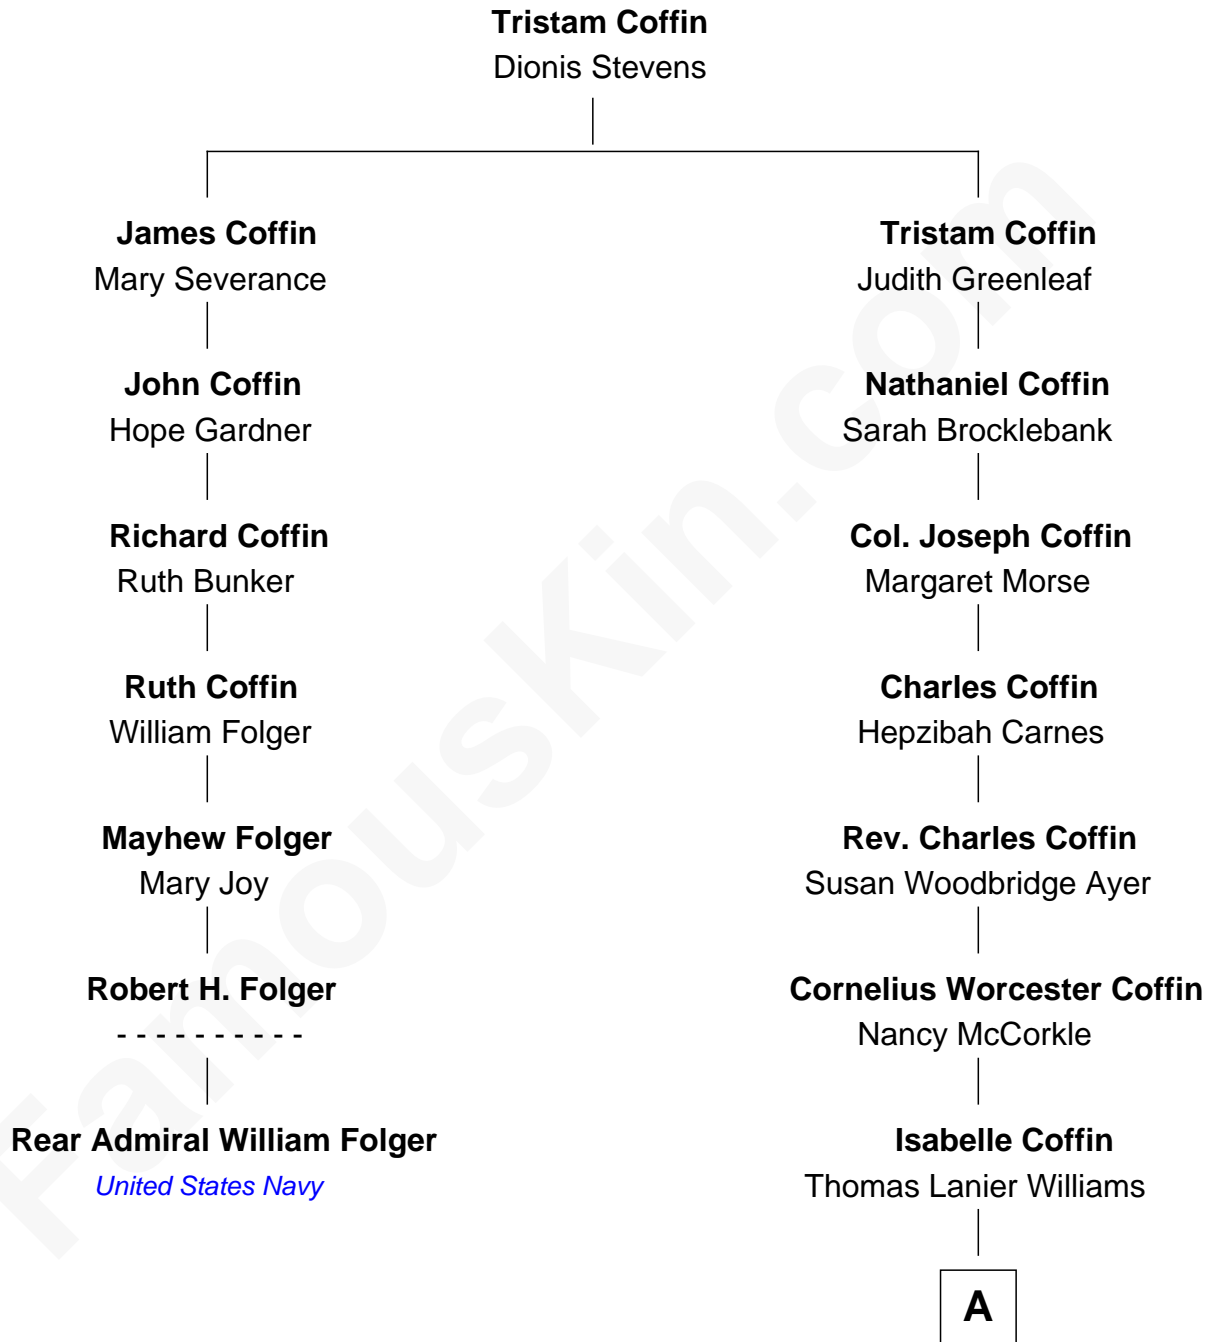 Tristam Coffin
Dionis Stevens
James Coffin
Mary Severance
John Coffin
Hope Gardner
Richard Coffin
Ruth Bunker
Ruth Coffin
William Folger
Mayhew Folger
Mary Joy
Robert H. Folger
- - - - - - - - - -
Rear Admiral William Folger
United States Navy
Tristam Coffin
Judith Greenleaf
Nathaniel Coffin
Sarah Brocklebank
Col. Joseph Coffin
Margaret Morse
Charles Coffin
Hepzibah Carnes
Rev. Charles Coffin
Susan Woodbridge Ayer
Cornelius Worcester Coffin
Nancy McCorkle
Isabelle Coffin
Thomas Lanier Williams
A
FamousKin.com